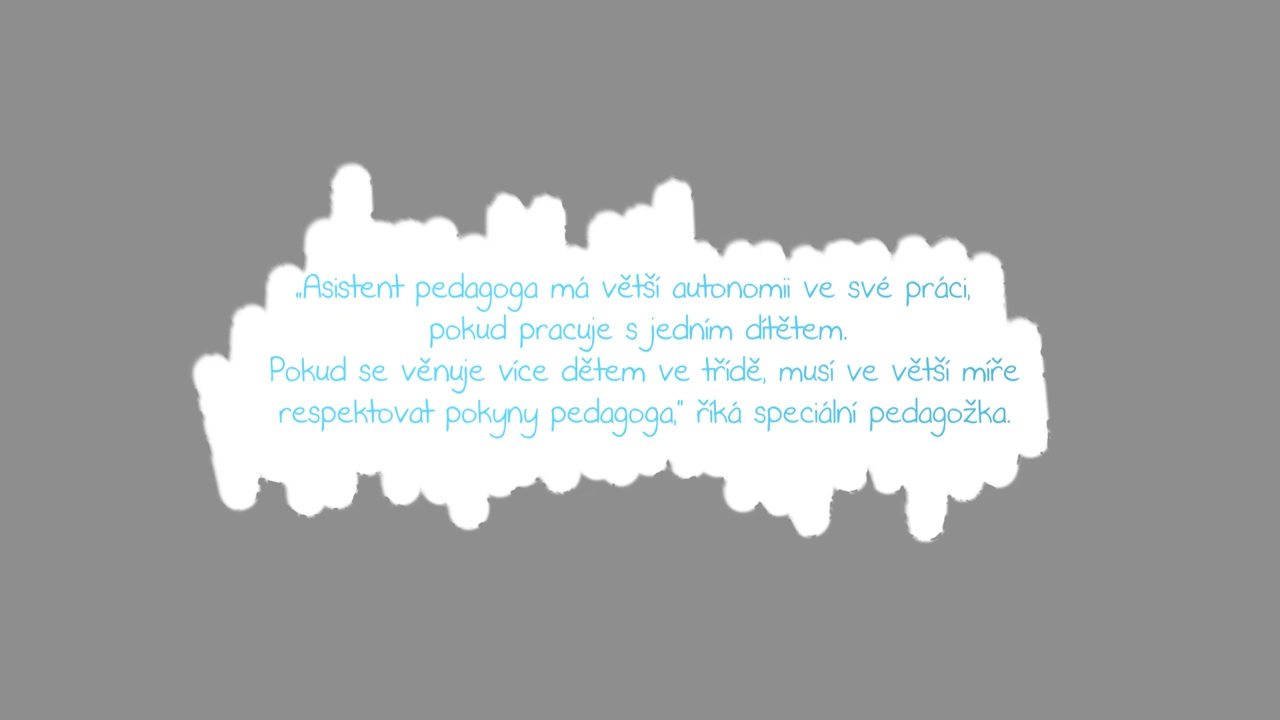 „Asistent pedagoga má větší autonomii ve své práci,
pokud pracuje s jedním dítětem.
Pokud se věnuje více dětem ve třídě, musí ve větší míře
respektovat pokyny pedagoga,“ říká speciální pedagožka.